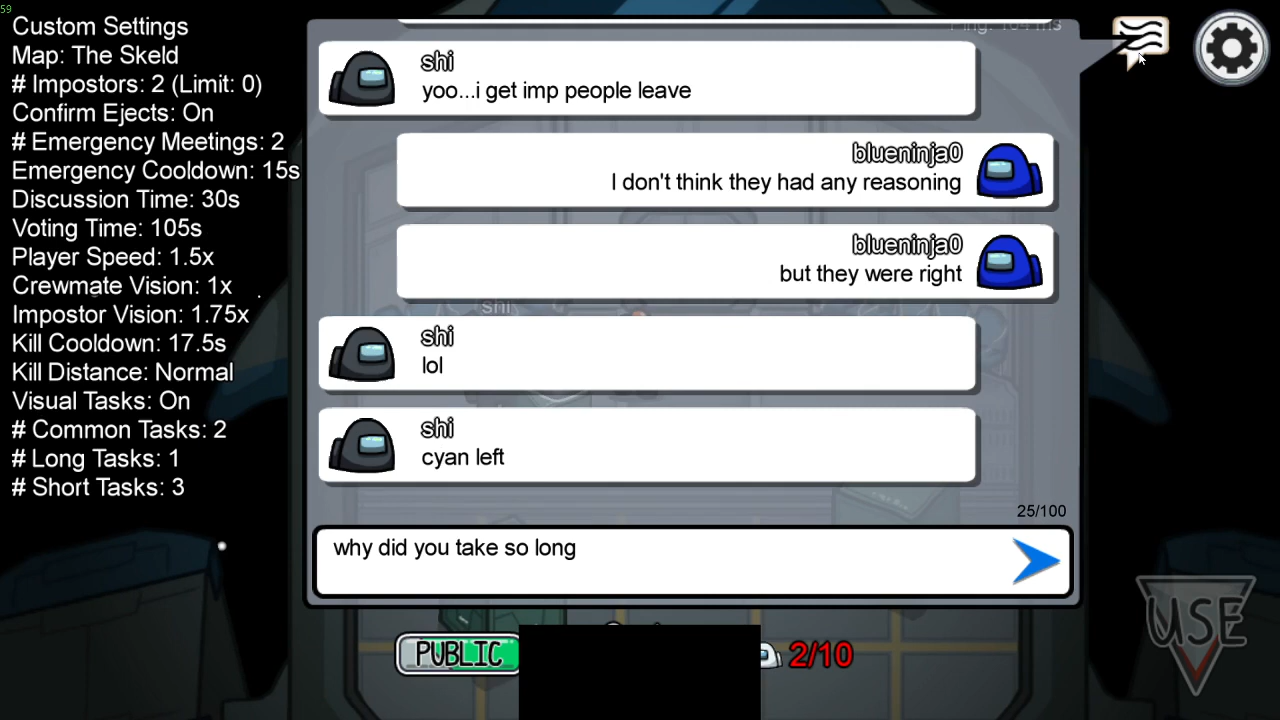 59
Custom Settings
Map: The Skeld
# Impostors: 2 (Limit: 0)
Confirm Ejects: On
# Emergency Meetings: 2
Emergency Cooldown: 15s
Discussion Time: 30s
Voting Time: 105s
Player Speed: 1.5x
Crewmate Vision: 1x
Impostor Vision: 1.75x
Kill Cooldown: 17.5s
Kill Distance: Normal
Visual Tasks: On
# Common Tasks: 2
# Long Tasks: 1
# Short Tasks: 3
Ping: 104 ms
shi
yoo...i get imp people leave
blueninja0
I don't think they had any reasoning
blueninja0
but they were right
shi
shi
lol
shi
cyan left
25/100
why did you take so long
PUBLIC
2/10
USE